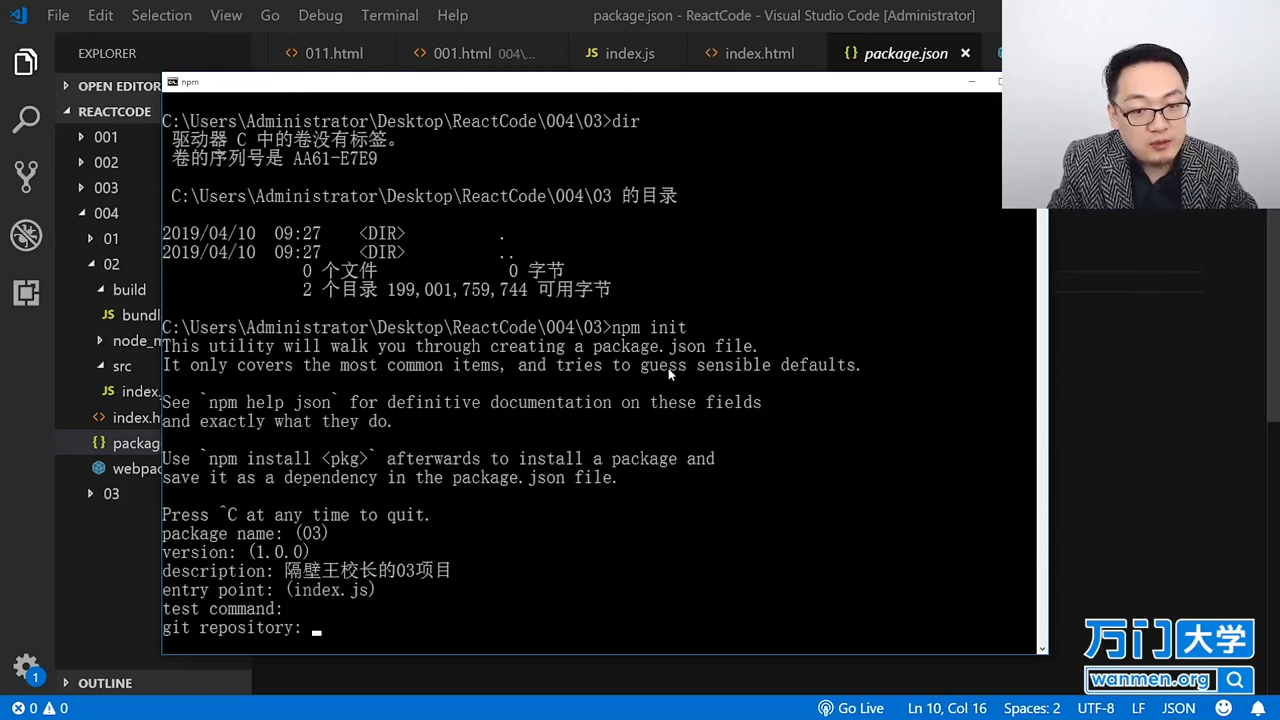 File Edit Selection View Go Debug Terminal Help package.json - ReactCode - Visual Studio Code [Administrator]
EXPLORER
011.html 001.html 004\... JS index.js index.html {} package.json
OPEN EDITOR
REACTCODE
001
002
003
004
01
02
build
JS bundl
node_m
src
JS index.
index.h
{} packag
webpac
03
OUTLINE
npm
C:\Users\Administrator\Desktop\ReactCode\004\03>dir
驱动器 C 中的卷没有标签。
卷的序列号是 AA61-E7E9
C:\Users\Administrator\Desktop\ReactCode\004\03 的目录
2019/04/10 09:27 <DIR> .
2019/04/10 09:27 <DIR> ..
0 个文件 0 字节
2 个目录 199,001,759,744 可用字节
C:\Users\Administrator\Desktop\ReactCode\004\03>npm init
This utility will walk you through creating a package.json file.
It only covers the most common items, and tries to guess sensible defaults.
See `npm help json` for definitive documentation on these fields
and exactly what they do.
Use `npm install <pkg>` afterwards to install a package and
save it as a dependency in the package.json file.
Press ^C at any time to quit.
package name: (03)
version: (1.0.0)
description: 隔壁王校长的03项目
entry point: (index.js)
test command:
git repository:
万门大学
wanmen.org
1
0 0 Go Live Ln 10, Col 16 Spaces: 2 UTF-8 LF JSON